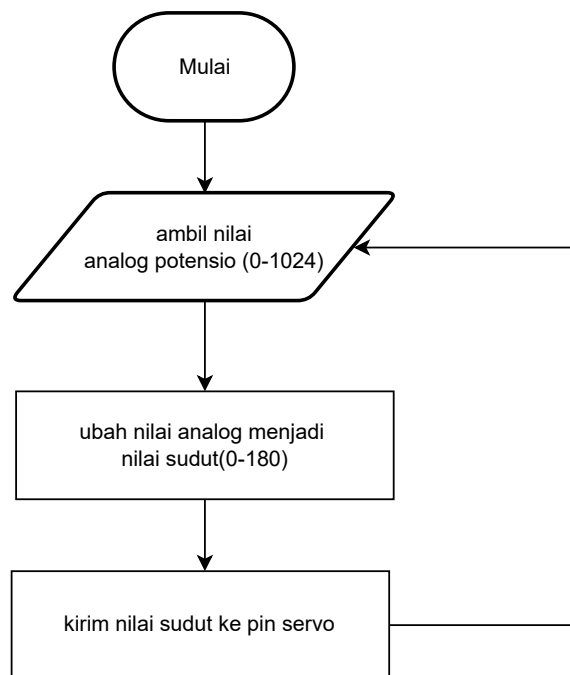 Mulai
ambil nilai
analog potensio (0-1024)
ubah nilai analog menjadi
nilai sudut(0-180)
kirim nilai sudut ke pin servo